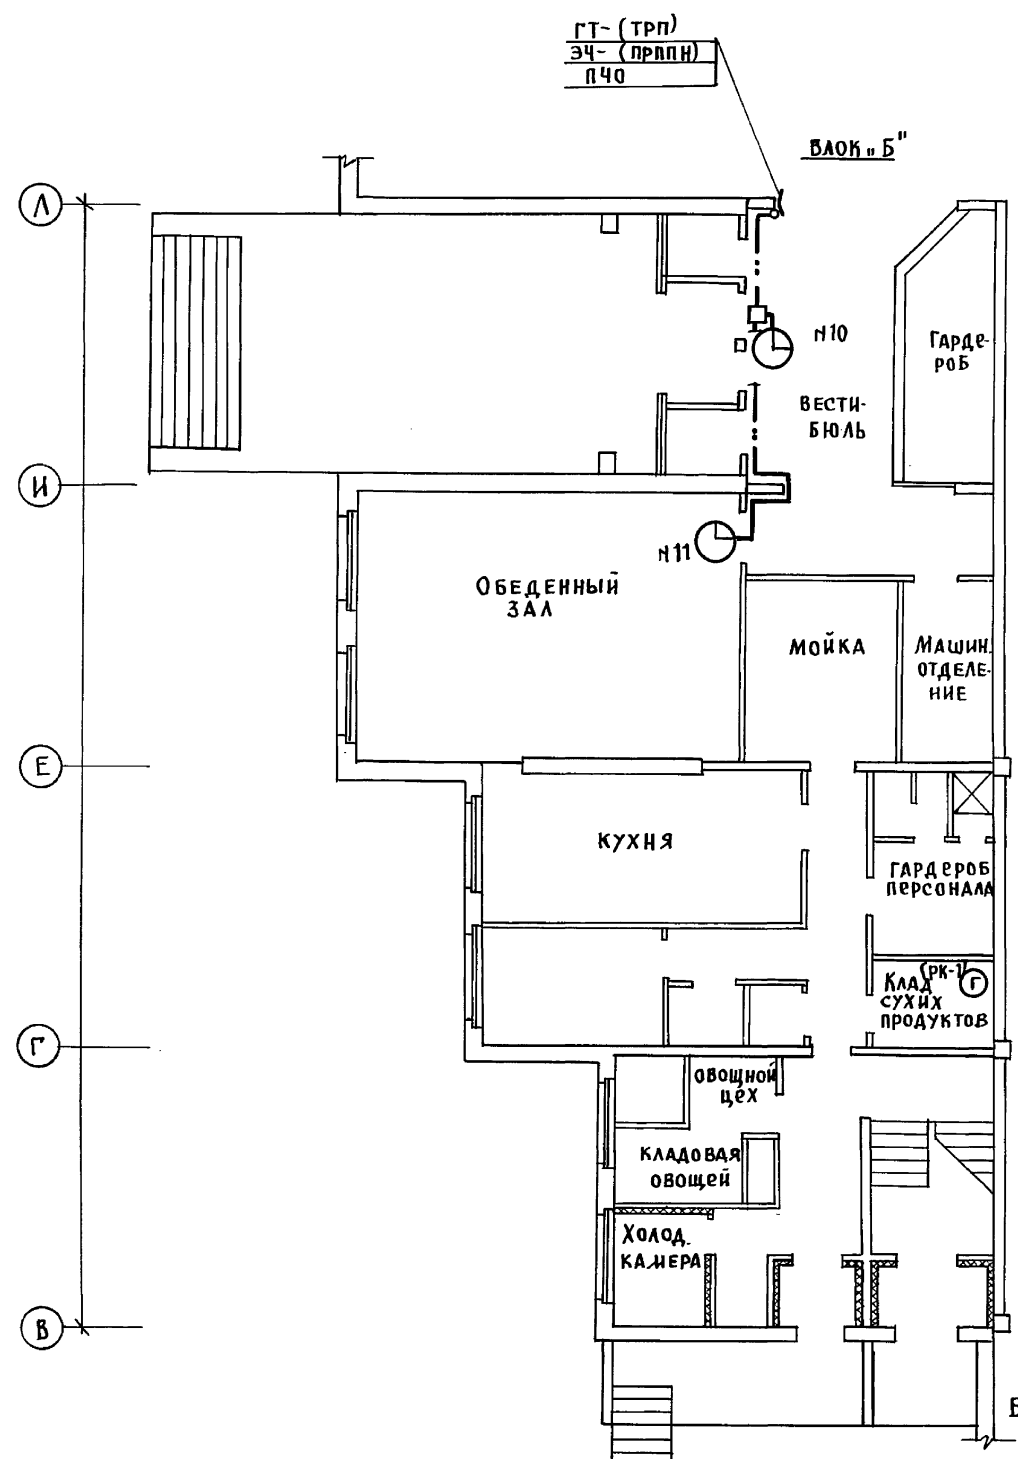 ГТ- (ТРП)
ЭЧ- (ПРППН)
ПЧО
БЛОК „Б"
Л
N10
ГАРДЕ-
РОБ
ВЕСТИ-
БЮЛЬ
И
N11
ОБЕДЕННЫЙ
ЗАЛ
МОЙКА
МАШИН.
ОТДЕЛЕ-
НИЕ
Е
КУХНЯ
ГАРДЕРОБ
ПЕРСОНАЛА
(РК-1)
Г
КЛАД
СУХИХ
ПРОДУКТОВ
Г
ОВОЩНОЙ
ЦЕХ
КЛАДОВАЯ
ОВОЩЕЙ
ХОЛОД.
КАМЕРА
В